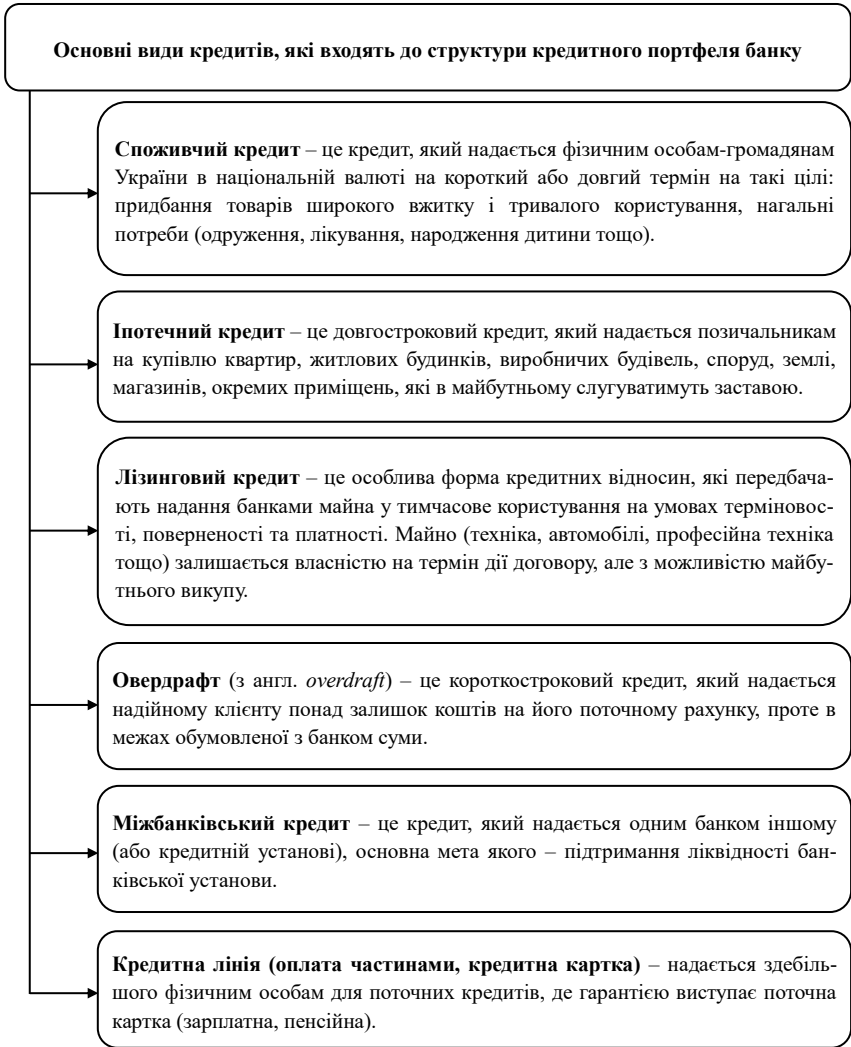 Основні види кредитів, які входять до структури кредитного портфеля банку
Споживчий кредит – це кредит, який надається фізичним особам-громадянам
України в національній валюті на короткий або довгий термін на такі цілі:
придбання товарів широкого вжитку і тривалого користування, нагальні
потреби (одруження, лікування, народження дитини тощо).
Іпотечний кредит – це довгостроковий кредит, який надається позичальникам
на купівлю квартир, житлових будинків, виробничих будівель, споруд, землі,
магазинів, окремих приміщень, які в майбутньому слугуватимуть заставою.
Лізинговий кредит – це особлива форма кредитних відносин, які передбача-
ють надання банками майна у тимчасове користування на умовах терміновос-
ті, поверненості та платності. Майно (техніка, автомобілі, професійна техніка
тощо) залишається власністю на термін дії договору, але з можливістю майбу-
тнього викупу.
Овердрафт (з англ. overdraft) – це короткостроковий кредит, який надається
надійному клієнту понад залишок коштів на його поточному рахунку, проте в
межах обумовленої з банком суми.
Міжбанківський кредит – це кредит, який надається одним банком іншому
(або кредитній установі), основна мета якого – підтримання ліквідності бан-
ківської установи.
Кредитна лінія (оплата частинами, кредитна картка) – надається здебіль-
шого фізичним особам для поточних кредитів, де гарантією виступає поточна
картка (зарплатна, пенсійна).